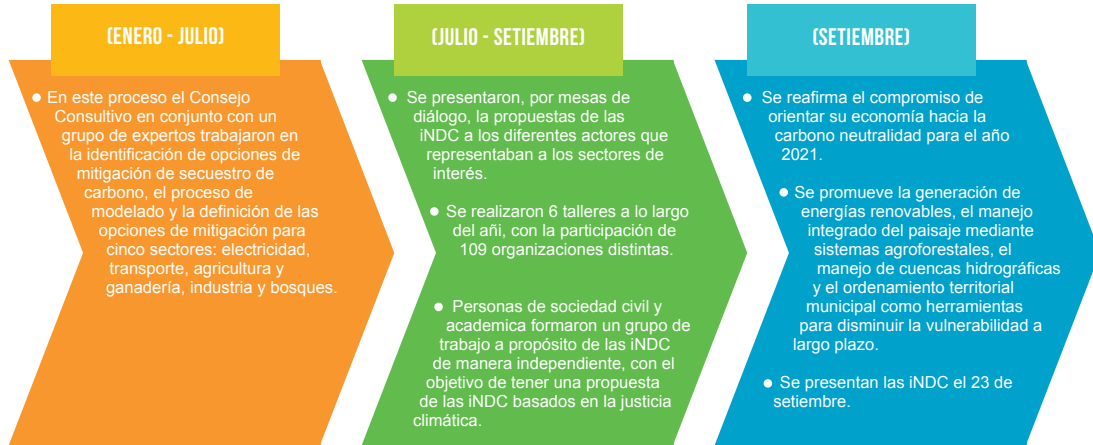 (ENERO - JULIO)
● En este proceso el Consejo
Consultivo en conjunto con un
grupo de expertos trabajaron en
la identificación de opciones de
mitigación de secuestro de
carbono, el proceso de
modelado y la definición de las
opciones de mitigación para
cinco sectores: electricidad,
transporte, agricultura y
ganadería, industria y bosques.
(JULIO - SETIEMBRE)
● Se presentaron, por mesas de
diálogo, la propuestas de las
iNDC a los diferentes actores que
representaban a los sectores de
interés.
● Se realizaron 6 talleres a lo largo
del añi, con la participación de
109 organizaciones distintas.
● Personas de sociedad civil y
academica formaron un grupo de
trabajo a propósito de las iNDC
de manera independiente, con el
objetivo de tener una propuesta
de las iNDC basados en la justicia
climática.
(SETIEMBRE)
● Se reafirma el compromiso de
orientar su economía hacia la
carbono neutralidad para el año
2021.
● Se promueve la generación de
energías renovables, el manejo
integrado del paisaje mediante
sistemas agroforestales, el
manejo de cuencas hidrográficas
y el ordenamiento territorial
municipal como herramientas
para disminuir la vulnerabilidad a
largo plazo.
● Se presentan las iNDC el 23 de
setiembre.